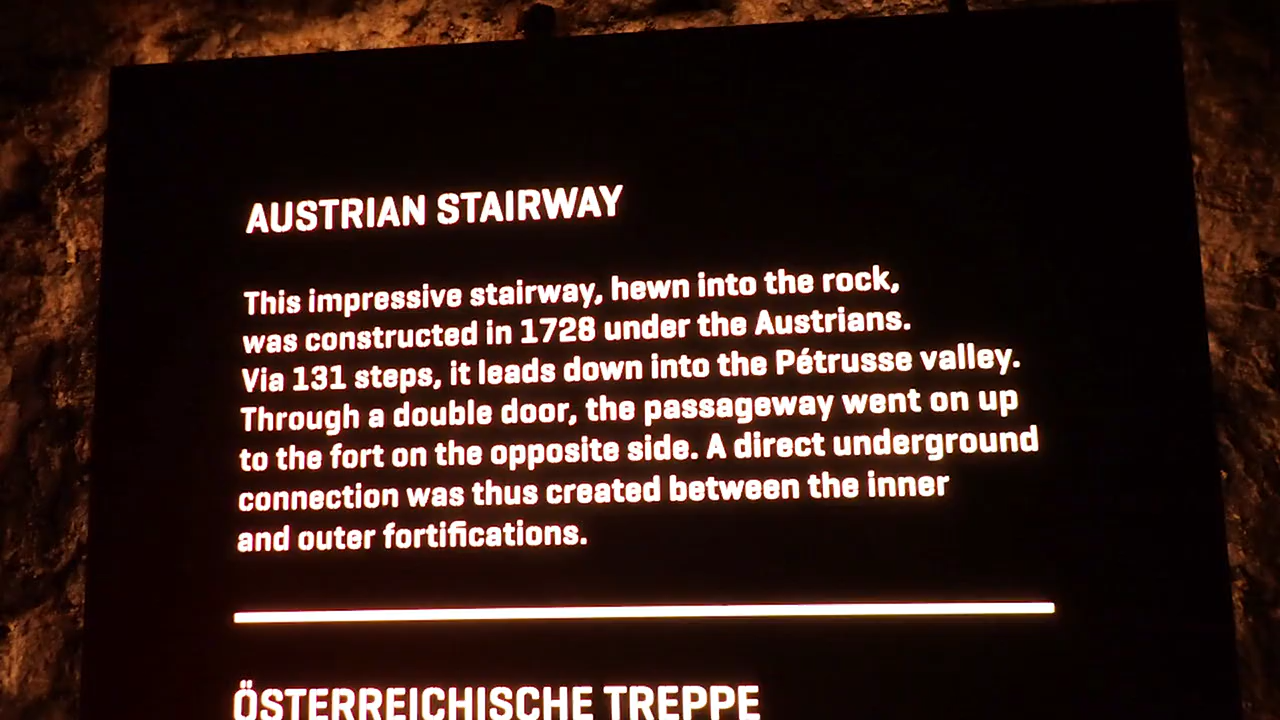 AUSTRIAN STAIRWAY
This impressive stairway, hewn into the rock,
was constructed in 1728 under the Austrians.
Via 131 steps, it leads down into the Pétrusse valley.
Through a double door, the passageway went on up
to the fort on the opposite side. A direct underground
connection was thus created between the inner
and outer fortifications.
ÖSTERREICHISCHE TREPPE